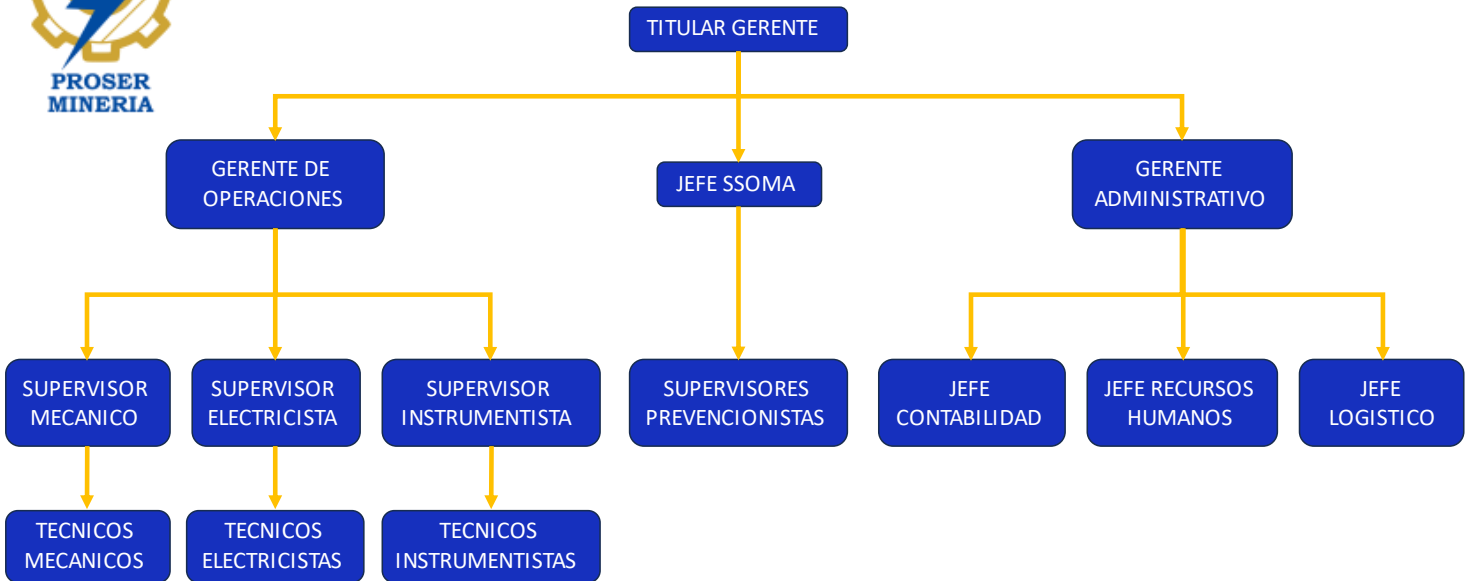 PROSER
MINERIA
TITULAR GERENTE
GERENTE DE
OPERACIONES
JEFE SSOMA
GERENTE
ADMINISTRATIVO
SUPERVISOR
MECANICO
SUPERVISOR
ELECTRICISTA
SUPERVISOR
INSTRUMENTISTA
SUPERVISORES
PREVENCIONISTAS
JEFE
CONTABILIDAD
JEFE RECURSOS
HUMANOS
JEFE
LOGISTICO
TECNICOS
MECANICOS
TECNICOS
ELECTRICISTAS
TECNICOS
INSTRUMENTISTAS